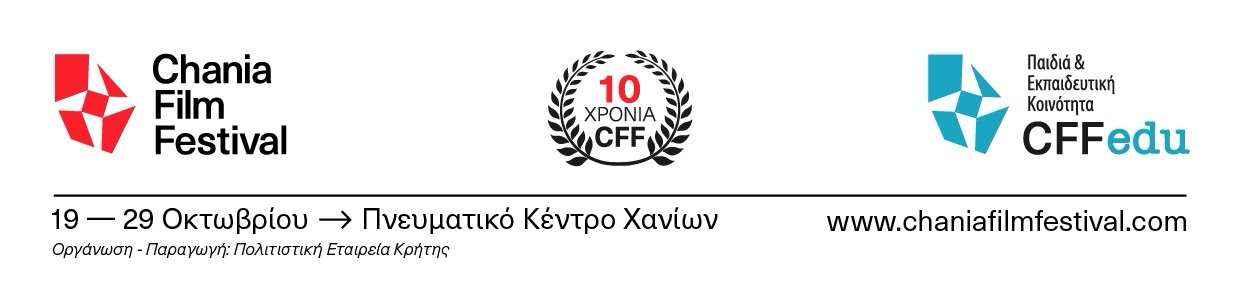 Chania
Film
Festival
10
ΧΡΟΝΙΑ
CFF
Παιδιά &
Εκπαιδευτική
Κοινότητα
CFFedu
19 — 29 Οκτωβρίου → Πνευματικό Κέντρο Χανίων
www.chaniafilmfestival.com
Οργάνωση - Παραγωγή: Πολιτιστική Εταιρεία Κρήτης